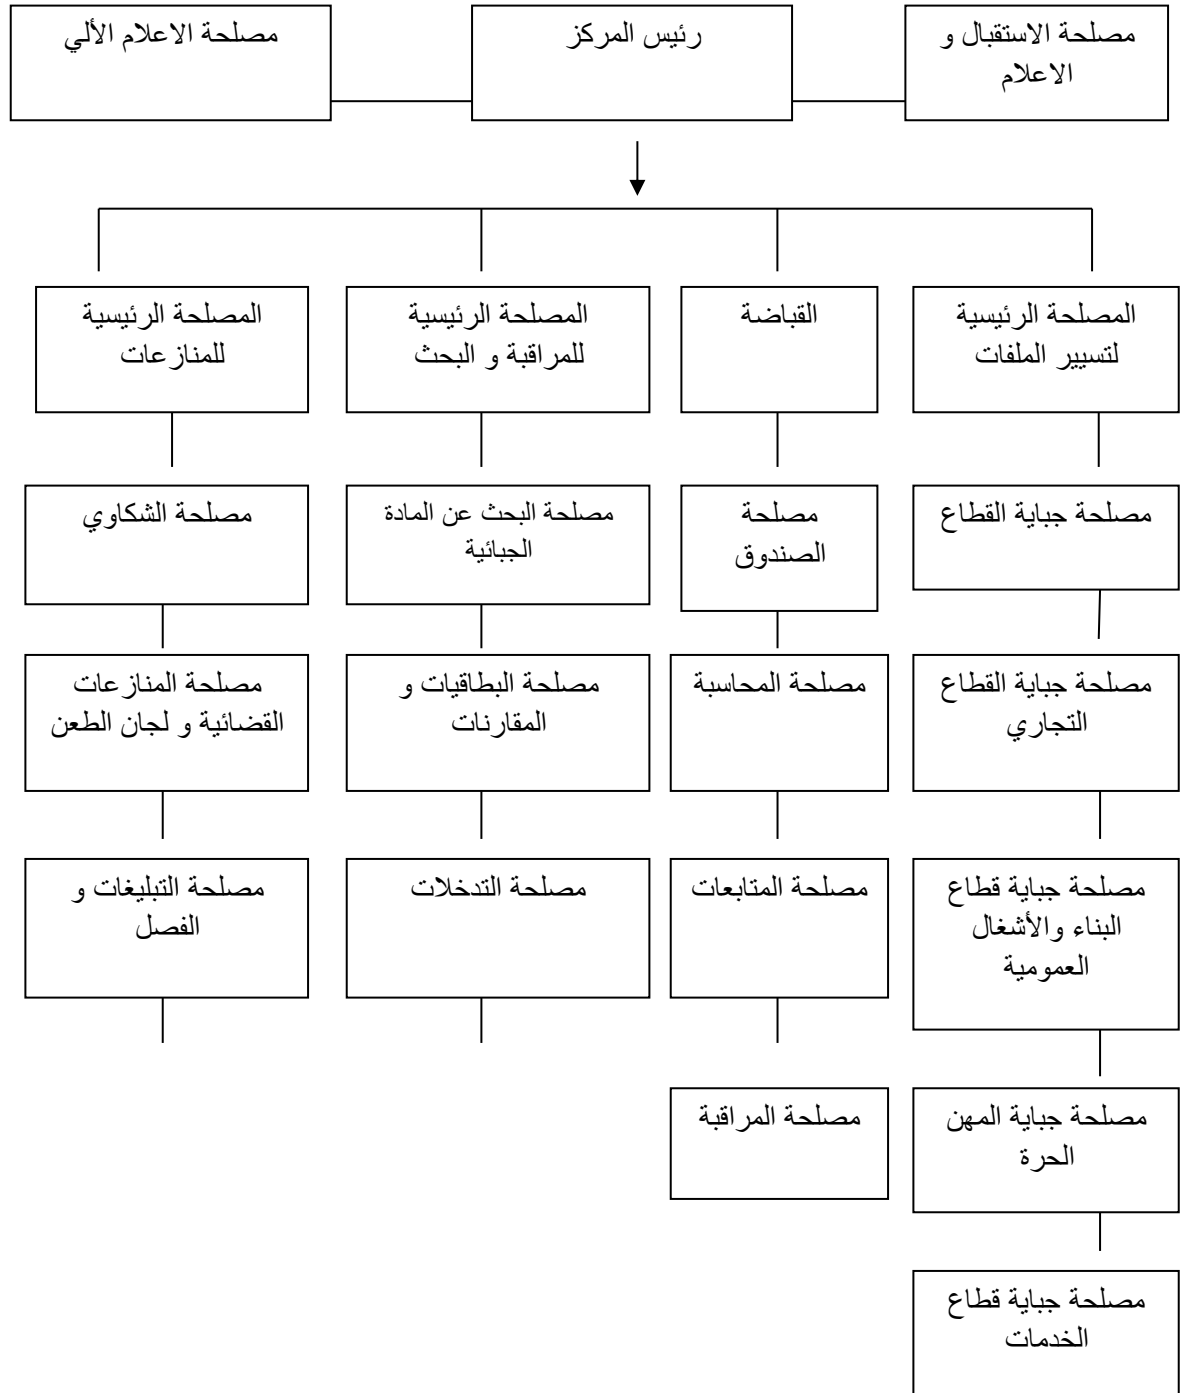 مصلحة الاستقبال و
الاعلام
رئيس المركز
مصلحة الاعلام الألي
المصلحة الرئيسية
لتسيير الملفات
القباضة
المصلحة الرئيسية
للمراقبة و البحث
المصلحة الرئيسية
للمنازعات
مصلحة جباية القطاع
مصلحة
الصندوق
مصلحة البحث عن المادة
الجبائية
مصلحة الشكاوي
مصلحة جباية القطاع
التجاري
مصلحة المحاسبة
مصلحة البطاقيات و
المقارنات
مصلحة المنازعات
القضائية و لجان الطعن
مصلحة جباية قطاع
البناء والأشغال
العمومية
مصلحة المتابعات
مصلحة التدخلات
مصلحة التبليغات و
الفصل
مصلحة جباية المهن
الحرة
مصلحة المراقبة
مصلحة جباية قطاع
الخدمات